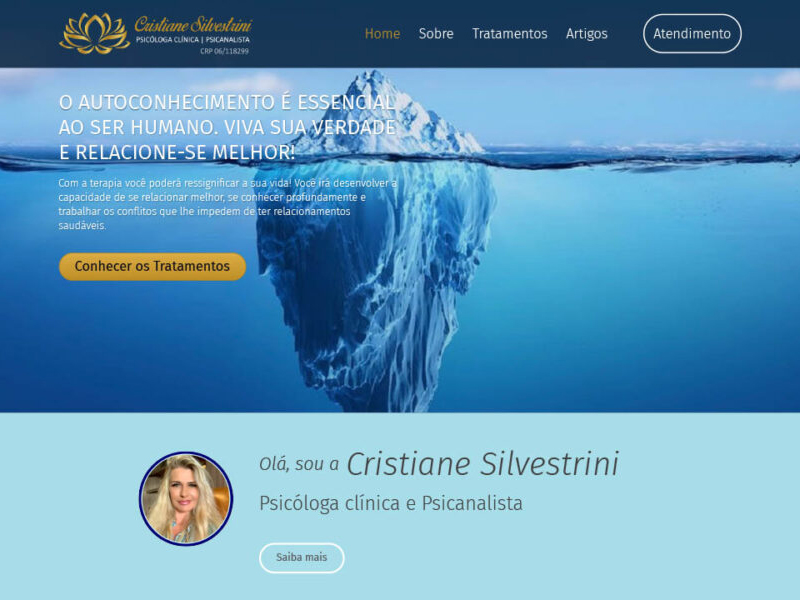 Cristiane Silvestrini
PSICÓLOGA CLÍNICA | PSICANALISTA
CRP 06/118299
Home
Sobre
Tratamentos
Artigos
Atendimento
O AUTOCONHECIMENTO É ESSENCIAL
AO SER HUMANO. VIVA SUA VERDADE
E RELACIONE-SE MELHOR!
Com a terapia você poderá ressignificar a sua vida! Você irá desenvolver a
capacidade de se relacionar melhor, se conhecer profundamente e
trabalhar os conflitos que lhe impedem de ter relacionamentos
saudáveis.
Conhecer os Tratamentos
Olá, sou a Cristiane Silvestrini
Psicóloga clínica e Psicanalista
Saiba mais